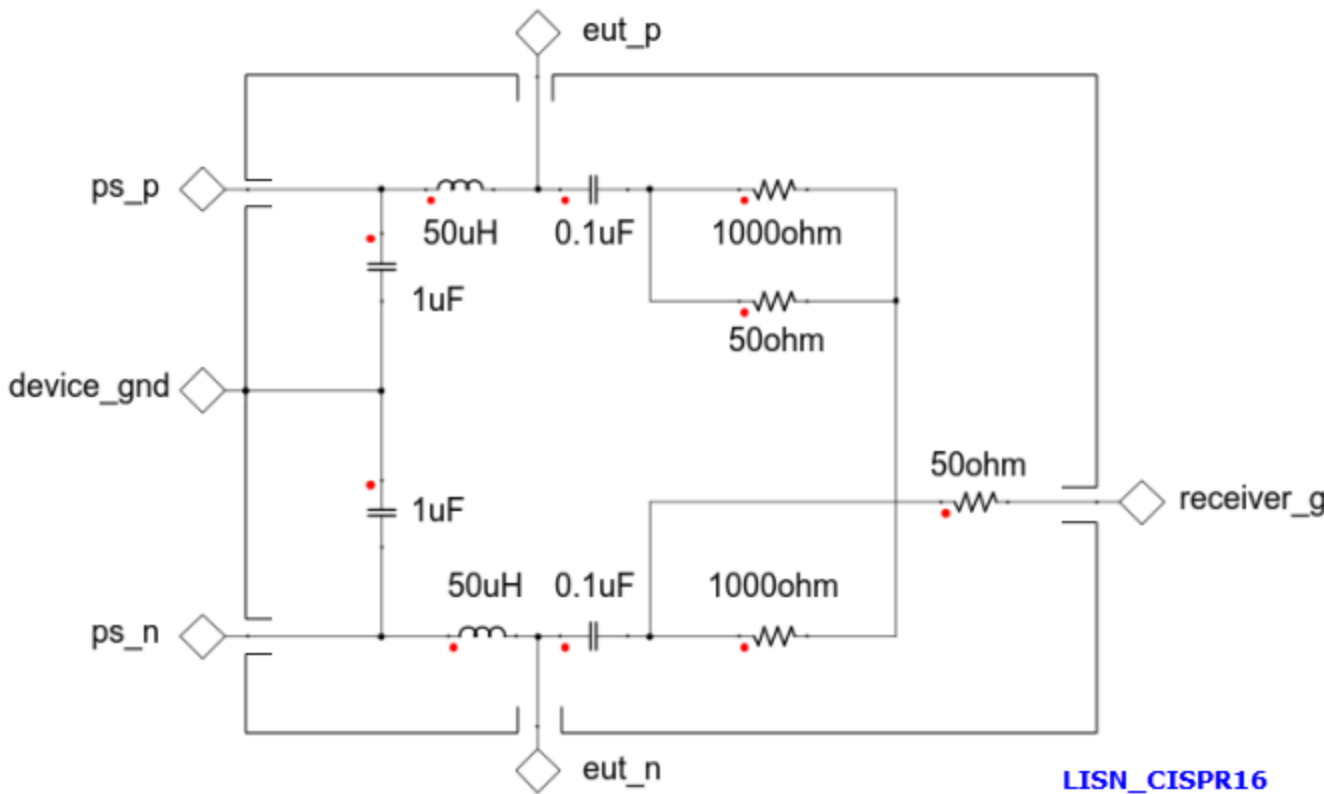 eut_p
ps_p
50uH
0.1uF
1000ohm
1uF
50ohm
device_gnd
50ohm
1uF
receiver_g
50uH
0.1uF
1000ohm
ps_n
eut_n
LISN_CISPR16